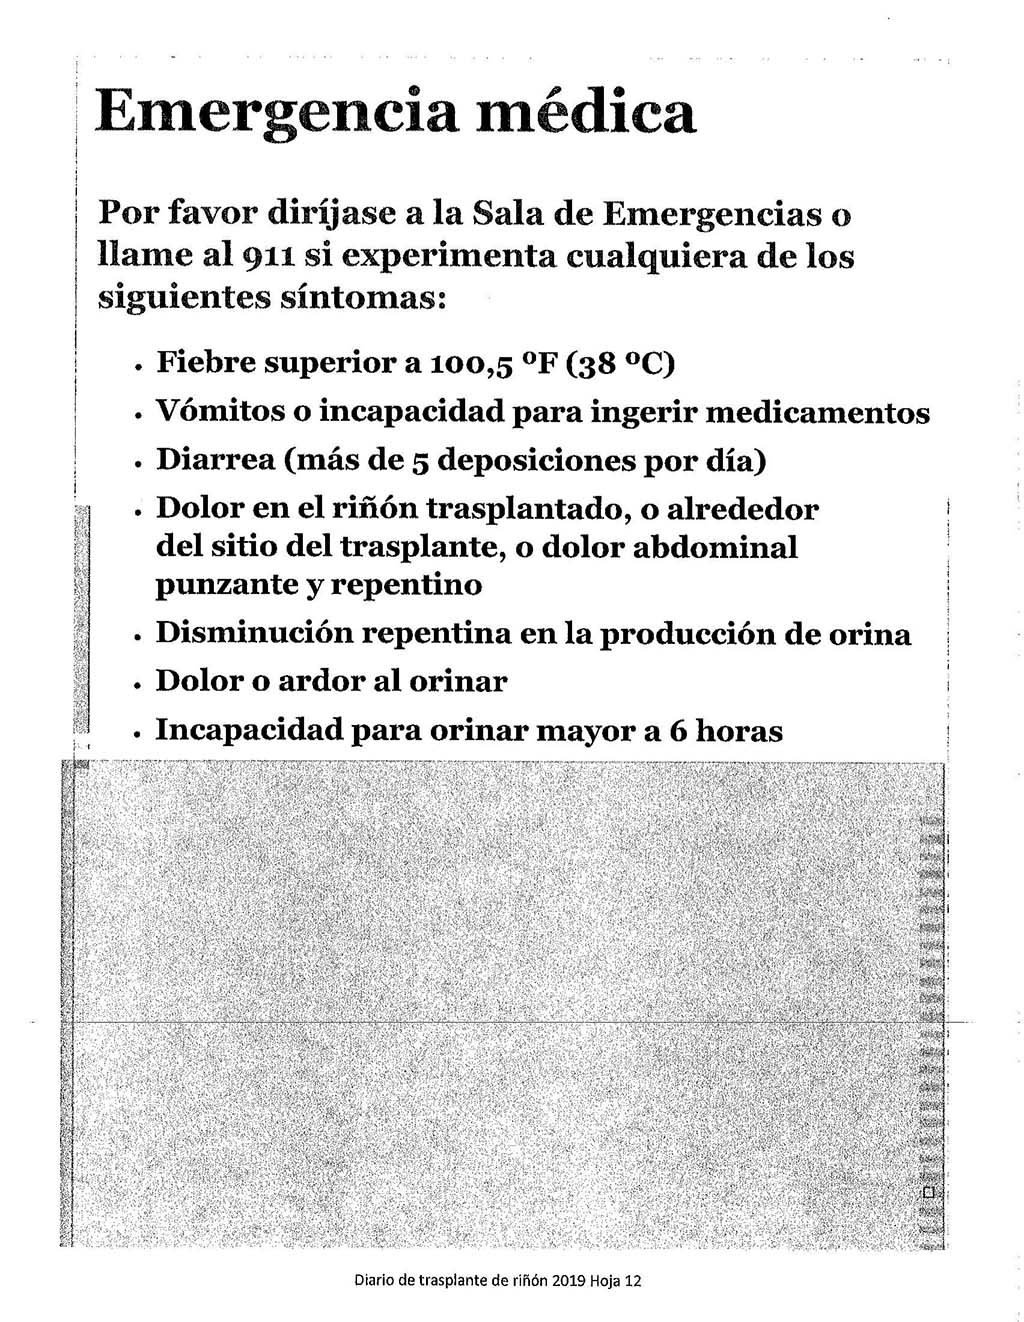 Emergencia médica
Por favor diríjase a la Sala de Emergencias o
llame al 911 si experimenta cualquiera de los
siguientes síntomas:
• Fiebre superior a 100,5 ºF (38 ºC)
• Vómitos o incapacidad para ingerir medicamentos
• Diarrea (más de 5 deposiciones por día)
• Dolor en el riñón trasplantado, o alrededor
del sitio del trasplante, o dolor abdominal
punzante y repentino
• Disminución repentina en la producción de orina
• Dolor o ardor al orinar
• Incapacidad para orinar mayor a 6 horas
Diario de trasplante de riñón 2019 Hoja 12